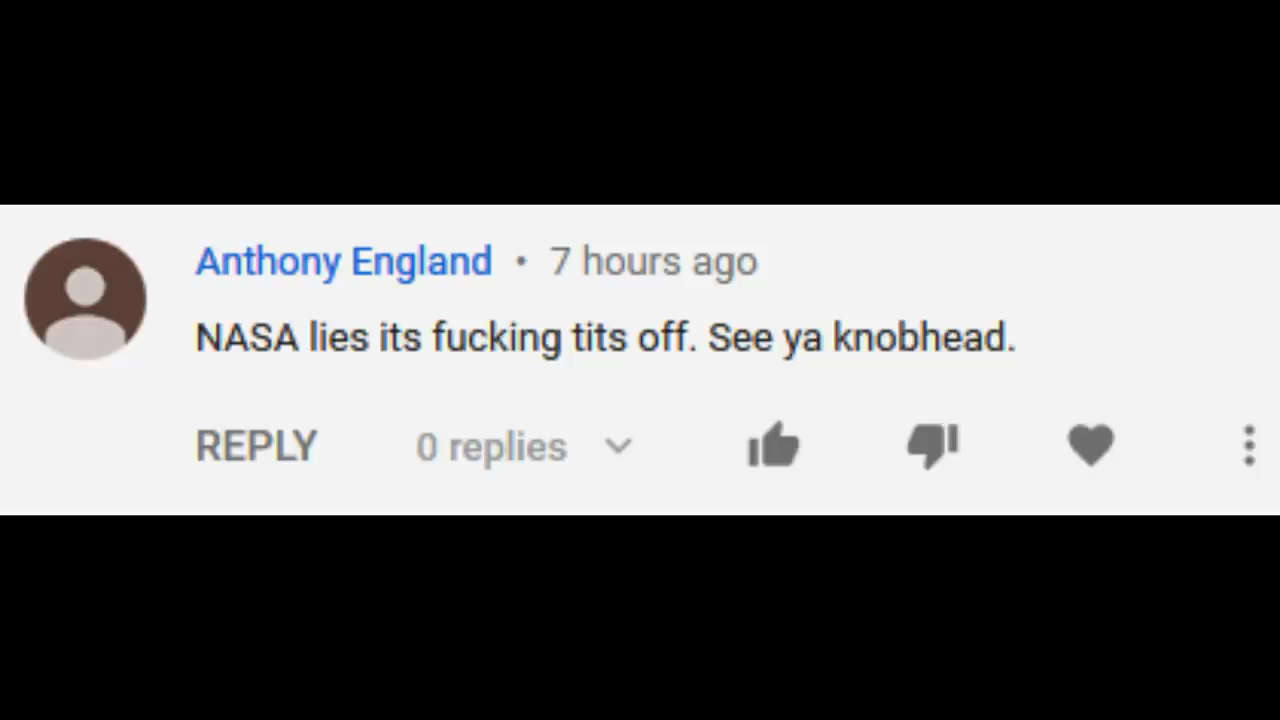 Anthony England • 7 hours ago
NASA lies its fucking tits off. See ya knobhead.
REPLY 0 replies